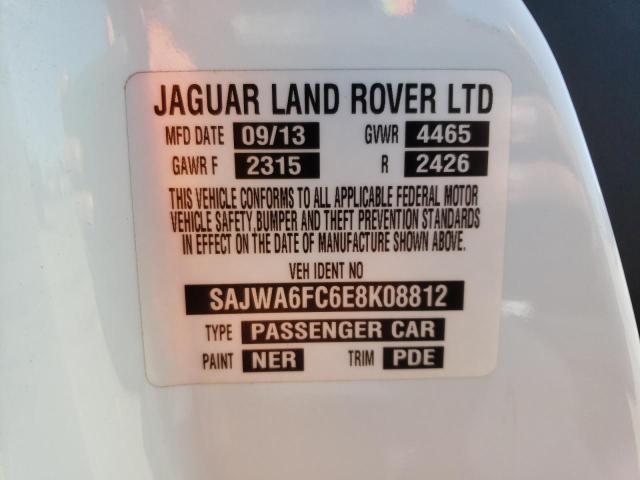 JAGUAR LAND ROVER LTD
MFD DATE 09/13 GVWR 4465
GAWR F 2315 R 2426
THIS VEHICLE CONFORMS TO ALL APPLICABLE FEDERAL MOTOR
VEHICLE SAFETY,BUMPER AND THEFT PREVENTION STANDARDS
IN EFFECT ON THE DATE OF MANUFACTURE SHOWN ABOVE.
VEH IDENT NO
SAJWA6FC6E8K08812
TYPE PASSENGER CAR
PAINT NER TRIM PDE